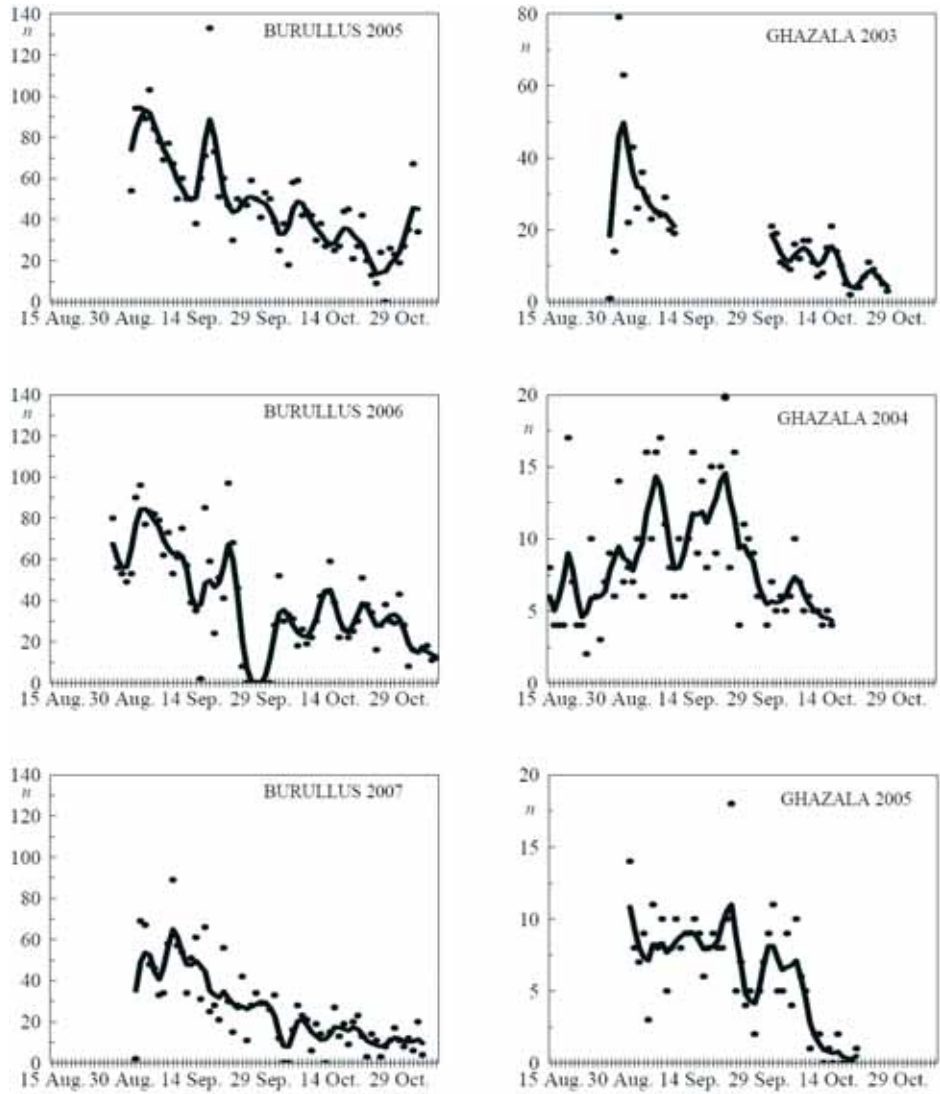 140
n
120
100
80
60
40
20
0
BURULLUS 2005
15 Aug. 30 Aug. 14 Sep. 29 Sep. 14 Oct. 29 Oct.
80
n
60
40
20
0
GHAZALA 2003
15 Aug. 30 Aug. 14 Sep. 29 Sep. 14 Oct. 29 Oct.
140
n
120
100
80
60
40
20
0
BURULLUS 2006
15 Aug. 30 Aug. 14 Sep. 29 Sep. 14 Oct. 29 Oct.
20
n
15
10
5
0
GHAZALA 2004
15 Aug. 30 Aug. 14 Sep. 29 Sep. 14 Oct. 29 Oct.
140
n
120
100
80
60
40
20
0
BURULLUS 2007
15 Aug. 30 Aug. 14 Sep. 29 Sep. 14 Oct. 29 Oct.
20
n
15
10
5
0
GHAZALA 2005
15 Aug. 30 Aug. 14 Sep. 29 Sep. 14 Oct. 29 Oct.